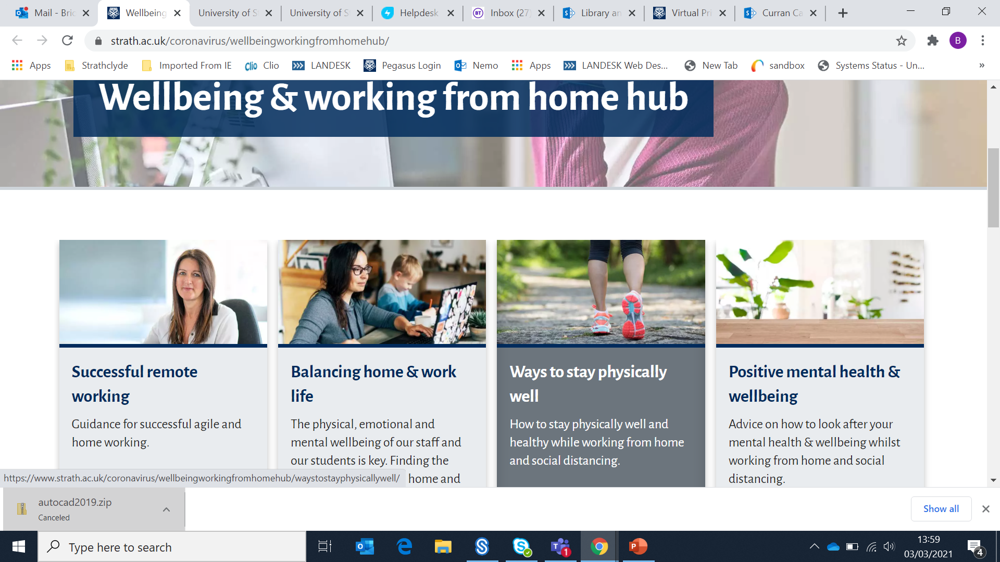 Mail - Bric
Wellbeing
University of S
University of S
Helpdesk
BT
Inbox (27)
Library an
Virtual Pri
Curran Ca
strath.ac.uk/coronavirus/wellbeingworkingfromhomehub/
B
Apps
Strathclyde
Imported From IE
Clio
Clio
LANDESK
Pegasus Login
Nemo
Apps
LANDESK Web Des...
New Tab
sandbox
Systems Status - Un...
»
Wellbeing & working from home hub
Successful remote
working
Guidance for successful agile and
home working.
Balancing home & work
life
The physical, emotional and
mental wellbeing of our staff and
our students is key. Finding the
home and
Ways to stay physically
well
How to stay physically well and
healthy while working from home
and social distancing.
Positive mental health &
wellbeing
Advice on how to look after your
mental health & wellbeing whilst
working from home and social
distancing.
https://www.strath.ac.uk/coronavirus/wellbeingworkingfromhomehub/waystostayphysicallywell/
autocad2019.zip
Canceled
Show all
Type here to search
1
13:59
03/03/2021
4